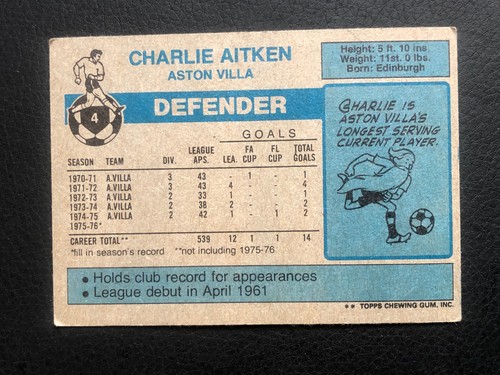 CHARLIE AITKEN
ASTON VILLA
Height: 5 ft. 10 ins
Weight: 11st. 0 lbs.
Born: Edinburgh
4
DEFENDER
GOALS
SEASON TEAM DIV. LEAGUE APS. LEA. FA CUP FL CUP TOTAL GOALS
1970-71 A.VILLA 3 43 - 1 - 1
1971-72 A.VILLA 3 43 4 - - 4
1972-73 A.VILLA 2 33 1 - - 1
1973-74 A.VILLA 2 38 2 - - 2
1974-75 A.VILLA 2 42 1 - 1 2
1975-76*
CAREER TOTAL** 539 12 1 1 14
*fill in season's record **not including 1975-76
CHARLIE IS
ASTON VILLA'S
LONGEST SERVING
CURRENT PLAYER.
• Holds club record for appearances
• League debut in April 1961
** TOPPS CHEWING GUM, INC.